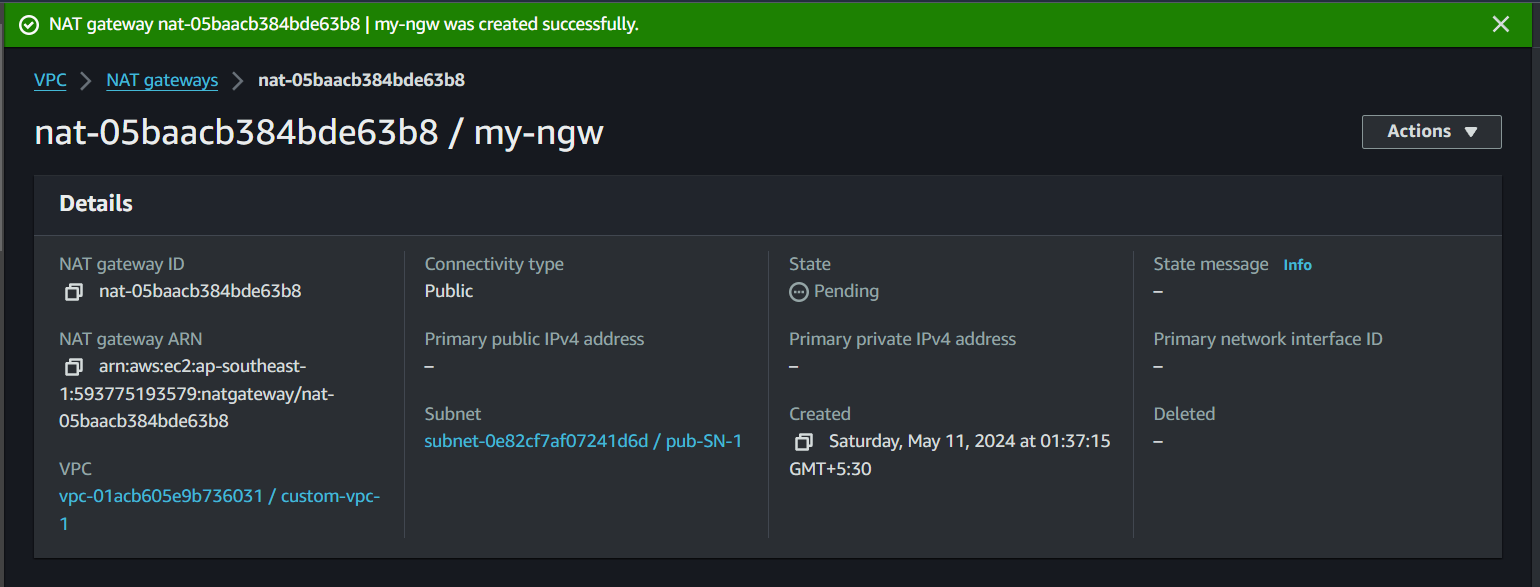 NAT gateway nat-05baacb384bde63b8 | my-ngw was created successfully.
VPC > NAT gateways > nat-05baacb384bde63b8
nat-05baacb384bde63b8 / my-ngw
Actions
Details
NAT gateway ID
nat-05baacb384bde63b8
NAT gateway ARN
arn:aws:ec2:ap-southeast-
1:593775193579:natgateway/nat-
05baacb384bde63b8
VPC
vpc-01acb605e9b736031 / custom-vpc-
1
Connectivity type
Public
Primary public IPv4 address
–
Subnet
subnet-0e82cf7af07241d6d / pub-SN-1
State
Pending
Primary private IPv4 address
–
Created
Saturday, May 11, 2024 at 01:37:15
GMT+5:30
State message Info
–
Primary network interface ID
–
Deleted
–